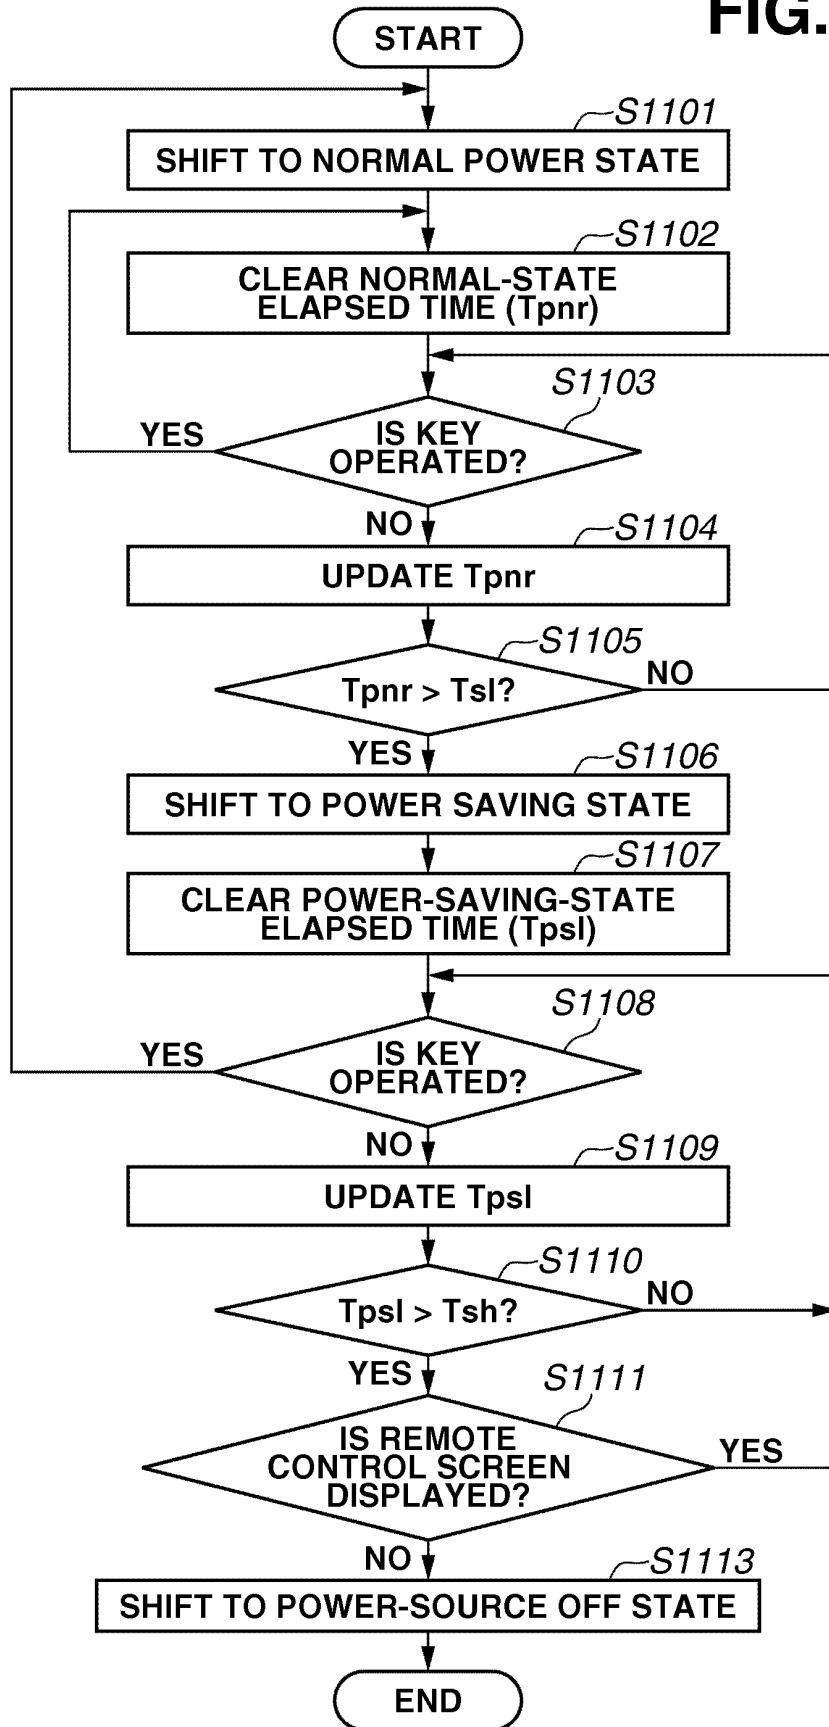 FIG.
START
S1101
SHIFT TO NORMAL POWER STATE
S1102
CLEAR NORMAL-STATE
ELAPSED TIME (Tpnr)
S1103
YES
IS KEY
OPERATED?
NO
S1104
UPDATE Tpnr
S1105
Tpnr > Tsl?
NO
YES
S1106
SHIFT TO POWER SAVING STATE
S1107
CLEAR POWER-SAVING-STATE
ELAPSED TIME (Tpsl)
S1108
YES
IS KEY
OPERATED?
NO
S1109
UPDATE Tpsl
S1110
Tpsl > Tsh?
NO
YES
S1111
IS REMOTE
CONTROL SCREEN
DISPLAYED?
YES
NO
S1113
SHIFT TO POWER-SOURCE OFF STATE
END